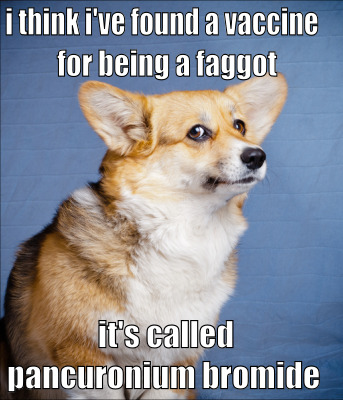 i think i've found a vaccine
for being a faggot
it's called
pancuronium bromide